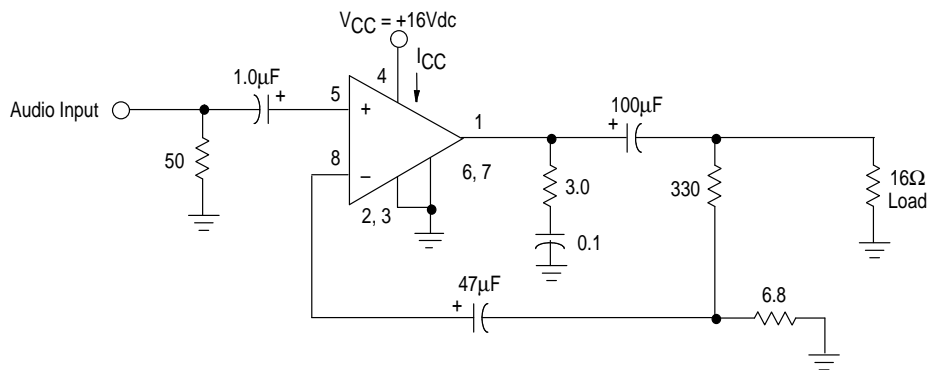 VCC = +16Vdc
ICC
4
1.0μF
+
Audio Input
5
+
1
100μF
+
50
8
–
6, 7
3.0
330
16Ω
Load
2, 3
0.1
47μF
+
6.8